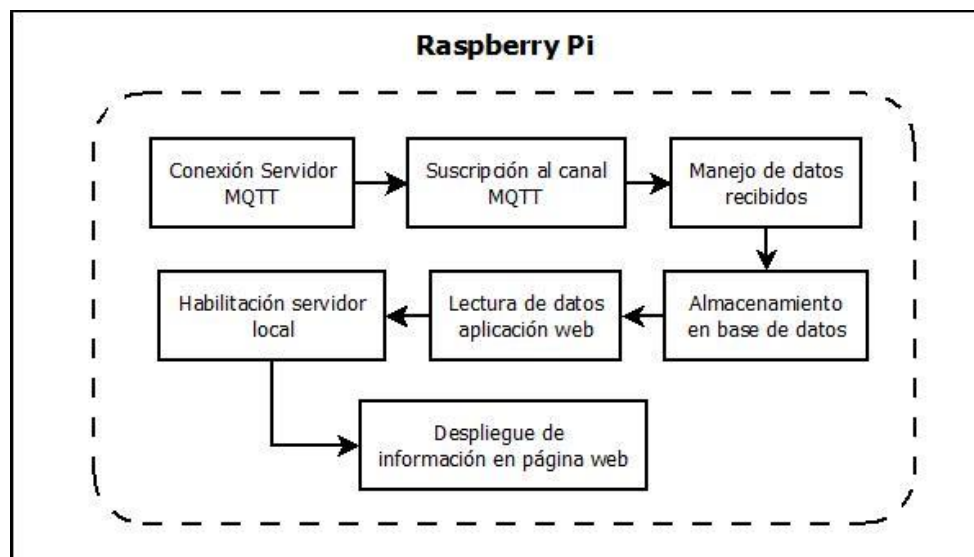 Raspberry Pi
Conexión Servidor
MQTT
Suscripción al canal
MQTT
Manejo de datos
recibidos
Almacenamiento
en base de datos
Lectura de datos
aplicación web
Habilitación servidor
local
Despliegue de
información en página web